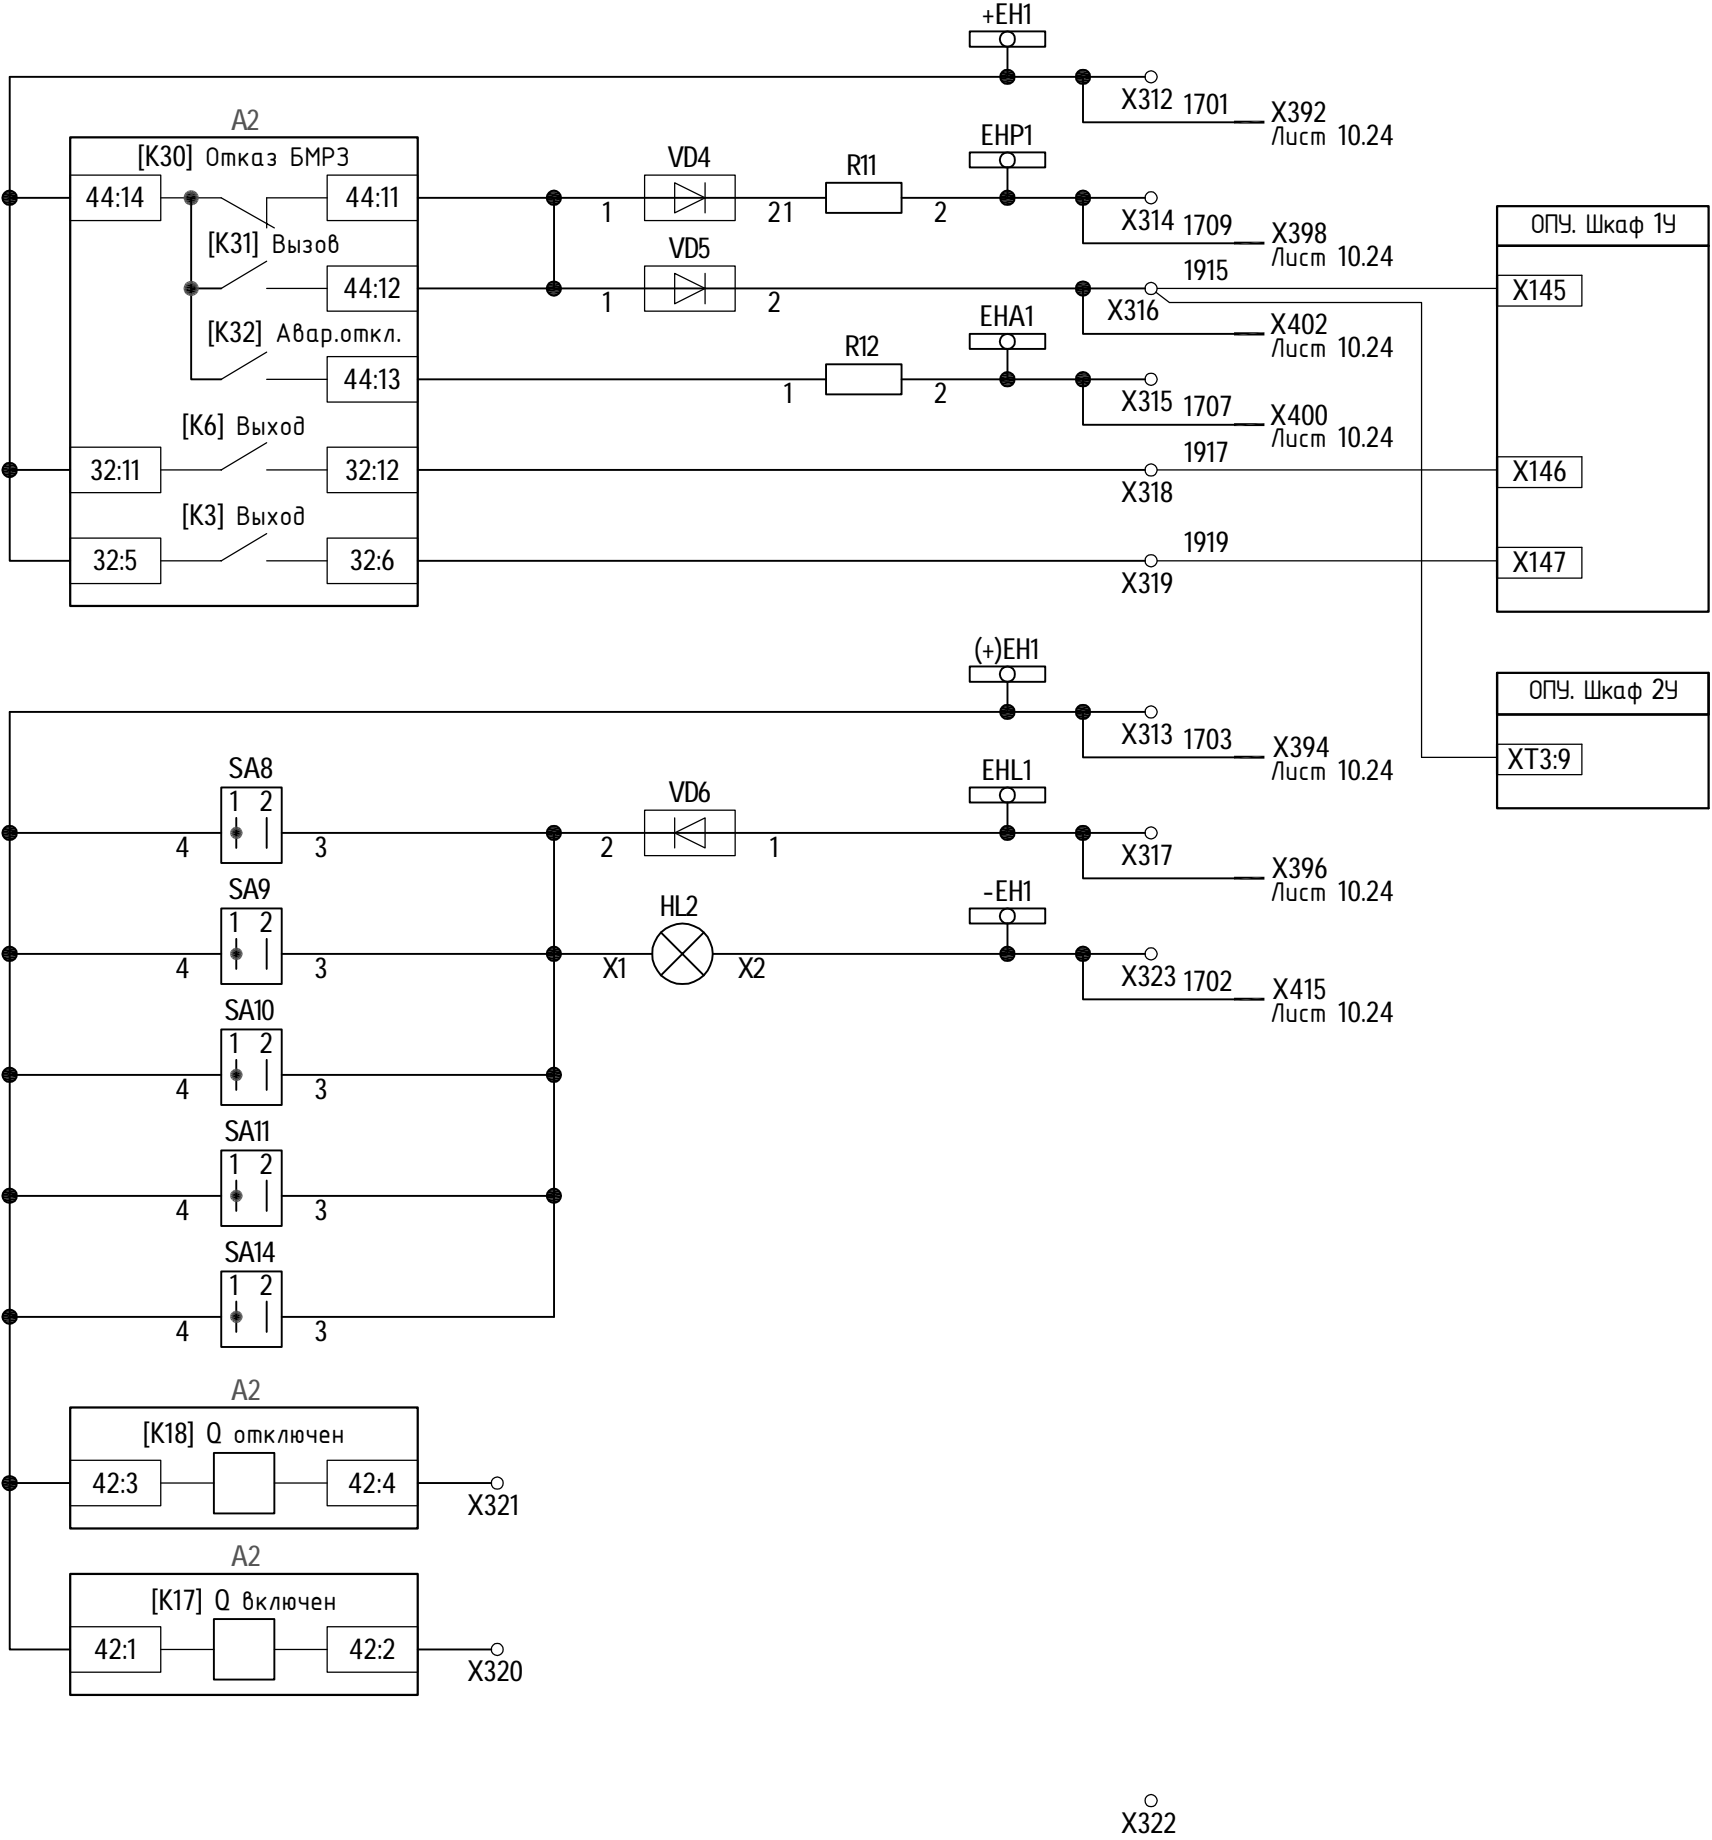 +EH1
X312 1701 X392
Лист 10.24
A2
[K30] Отказ БМРЗ
44:14 44:11
1 VD4 21 R11 2
EHP1
X314 1709 X398
Лист 10.24
ОПУ. Шкаф 1У
[K31] Вызов
44:12
1 VD5 2
X316 1915 X145
X402
Лист 10.24
[K32] Авар.откл.
44:13
1 R12 2
EHA1
X315 1707 X400
Лист 10.24
[K6] Выход
32:11 32:12
X318 1917 X146
[K3] Выход
32:5 32:6
X319 1919 X147
(+)EH1
X313 1703 X394
Лист 10.24
ОПУ. Шкаф 2У
XT3:9
SA8
1 2
4 3
2 VD6 1
EHL1
X317
X396
Лист 10.24
SA9
1 2
4 3
X1 HL2 X2
-EH1
X323 1702 X415
Лист 10.24
SA10
1 2
4 3
SA11
1 2
4 3
SA14
1 2
4 3
A2
[K18] Q отключен
42:3 42:4
X321
A2
[K17] Q включен
42:1 42:2
X320
X322